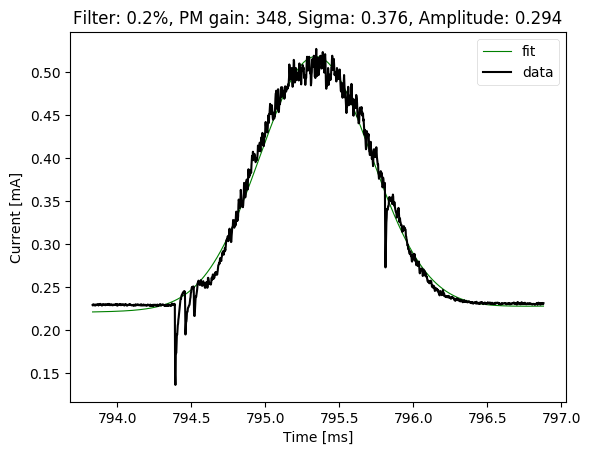 Filter: 0.2%, PM gain: 348, Sigma: 0.376, Amplitude: 0.294
fit
data
0.50
0.45
0.40
0.35
0.30
0.25
0.20
0.15
Current [mA]
794.0 794.5 795.0 795.5 796.0 796.5 797.0
Time [ms]